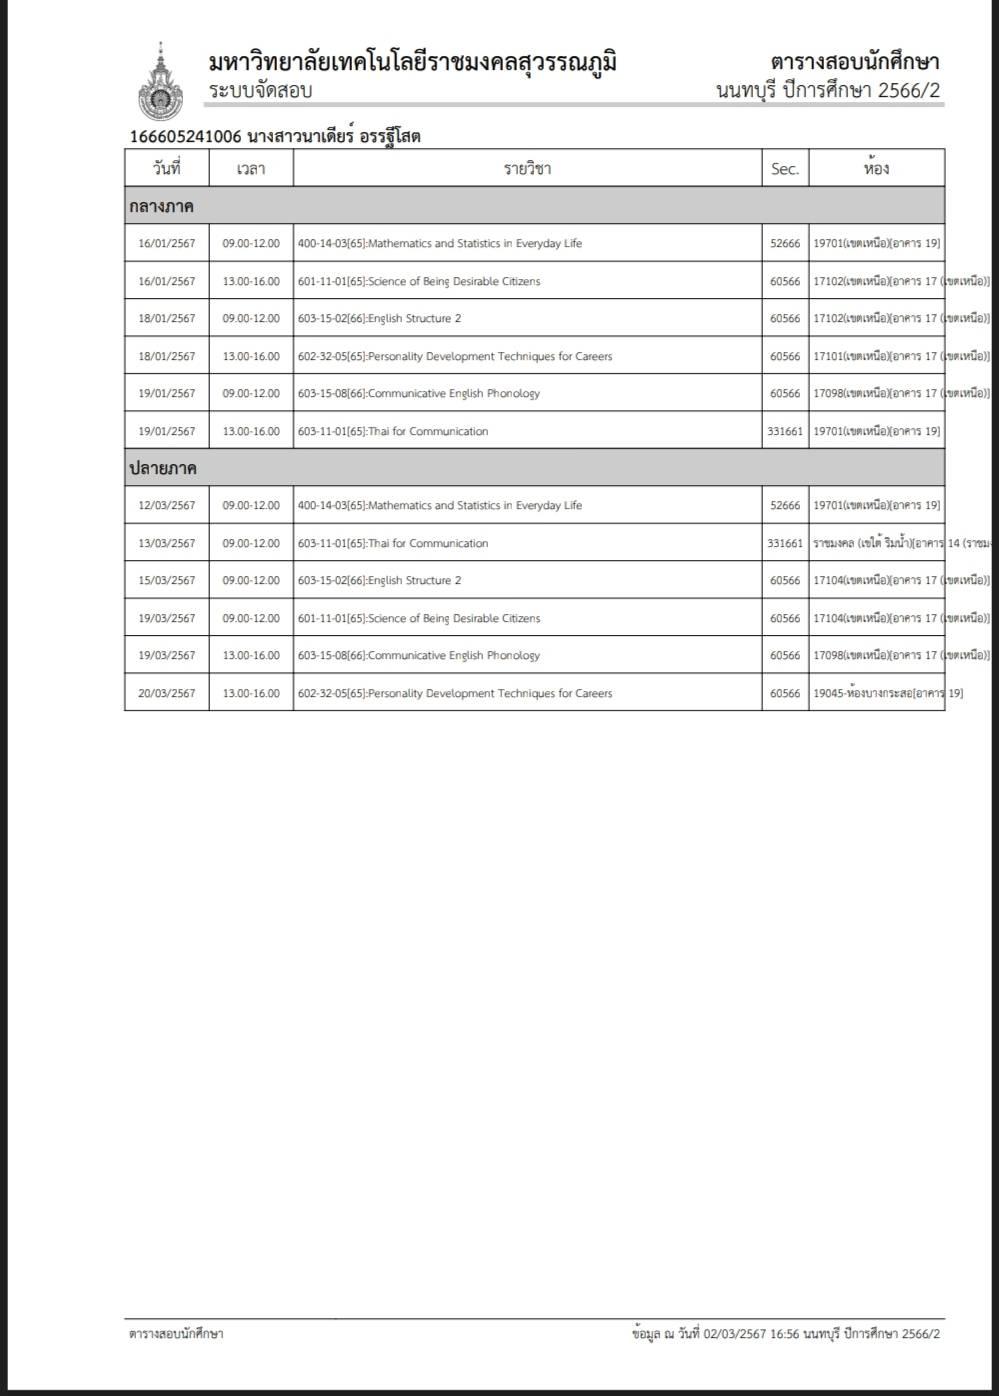 มหาวิทยาลัยเทคโนโลยีราชมงคลสุวรรณภูมิ ตารางสอบนักศึกษา
ระบบจัดสอบ นนทบุรี ปีการศึกษา 2566/2
166605241006 นางสาวนาเดียร์ อรรฐีโสต
วันที่ เวลา รายวิชา Sec. ห้อง
กลางภาค
16/01/2567 09.00-12.00 400-14-03[65]:Mathematics and Statistics in Everyday Life 52666 19701(เขตเหนือ)[อาคาร 19]
16/01/2567 13.00-16.00 601-11-01[65]:Science of Being Desirable Citizens 60566 17102(เขตเหนือ)[อาคาร 17 (เขตเหนือ)]
18/01/2567 09.00-12.00 603-15-02[66]:English Structure 2 60566 17102(เขตเหนือ)[อาคาร 17 (เขตเหนือ)]
18/01/2567 13.00-16.00 602-32-05[65]:Personality Development Techniques for Careers 60566 17101(เขตเหนือ)[อาคาร 17 (เขตเหนือ)]
19/01/2567 09.00-12.00 603-15-08[66]:Communicative English Phonology 60566 17098(เขตเหนือ)[อาคาร 17 (เขตเหนือ)]
19/01/2567 13.00-16.00 603-11-01[65]:Thai for Communication 331661 19701(เขตเหนือ)[อาคาร 19]
ปลายภาค
12/03/2567 09.00-12.00 400-14-03[65]:Mathematics and Statistics in Everyday Life 52666 19701(เขตเหนือ)[อาคาร 19]
13/03/2567 09.00-12.00 603-11-01[65]:Thai for Communication 331661 ราชมงคล (เขใต้ ริมน้ำ)[อาคาร 14 (ราชม
15/03/2567 09.00-12.00 603-15-02[66]:English Structure 2 60566 17104(เขตเหนือ)[อาคาร 17 (เขตเหนือ)]
19/03/2567 09.00-12.00 601-11-01[65]:Science of Being Desirable Citizens 60566 17104(เขตเหนือ)[อาคาร 17 (เขตเหนือ)]
19/03/2567 13.00-16.00 603-15-08[66]:Communicative English Phonology 60566 17098(เขตเหนือ)[อาคาร 17 (เขตเหนือ)]
20/03/2567 13.00-16.00 602-32-05[65]:Personality Development Techniques for Careers 60566 19045-ห้องบางกระสอ[อาคาร 19]
ตารางสอบนักศึกษา ข้อมูล ณ วันที่ 02/03/2567 16:56 นนทบุรี ปีการศึกษา 2566/2